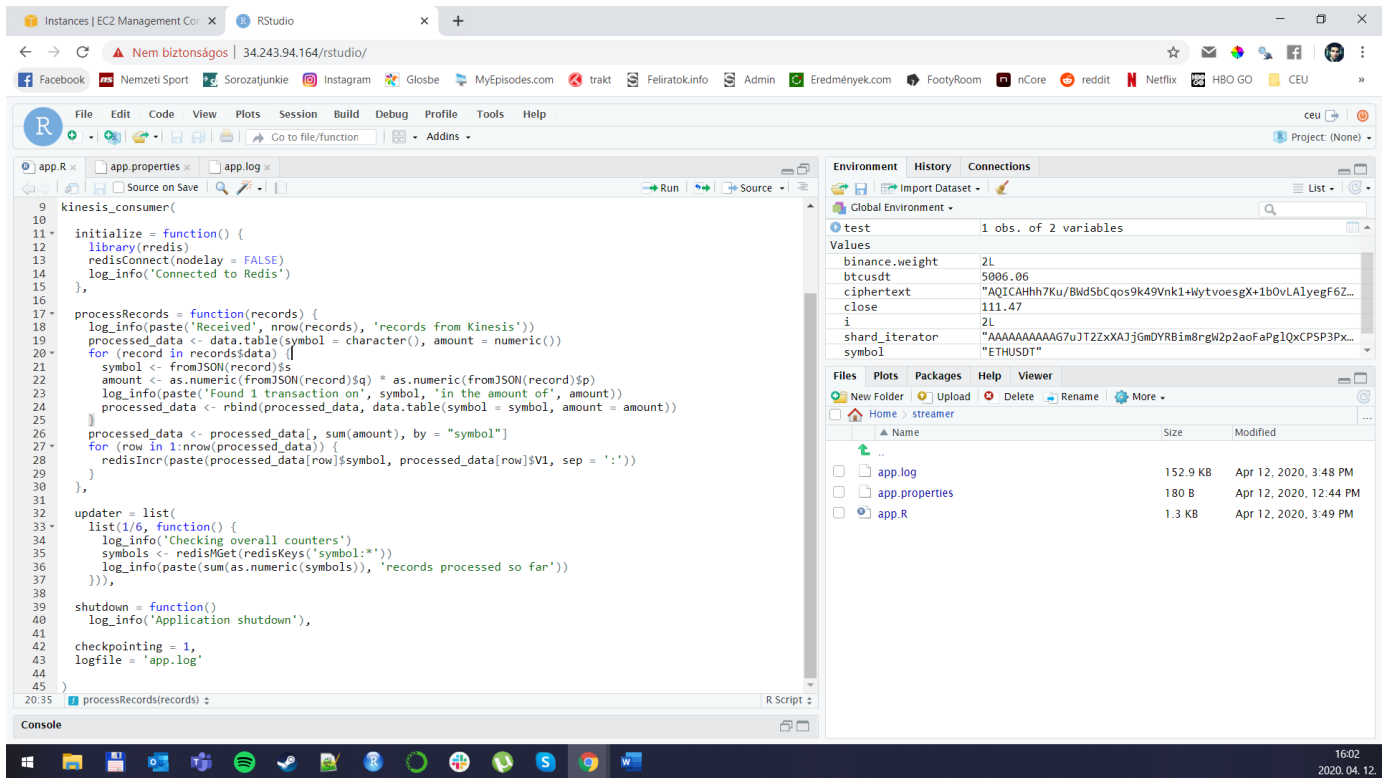 Instances | EC2 Management Con
RStudio
Nem biztonságos | 34.243.94.164/rstudio/
Facebook Nemzeti Sport Sorozatjunkie Instagram Glosbe MyEpisodes.com trakt Feliratok.info Admin Eredmények.com FootyRoom nCore reddit Netflix HBO GO CEU »
File Edit Code View Plots Session Build Debug Profile Tools Help
ceu
Go to file/function Addins
Project: (None)
app.R app.properties app.log
Source on Save Run Source
9 kinesis_consumer(
10
11 initialize = function() {
12 library(rredis)
13 redisConnect(nodelay = FALSE)
14 log_info('Connected to Redis')
15 },
16
17 processRecords = function(records) {
18 log_info(paste('Received', nrow(records), 'records from Kinesis'))
19 processed_data <- data.table(symbol = character(), amount = numeric())
20 for (record in records$data) {
21 symbol <- fromJSON(record)$s
22 amount <- as.numeric(fromJSON(record)$q) * as.numeric(fromJSON(record)$p)
23 log_info(paste('Found 1 transaction on', symbol, 'in the amount of', amount))
24 processed_data <- rbind(processed_data, data.table(symbol = symbol, amount = amount))
25 }
26 processed_data <- processed_data[, sum(amount), by = "symbol"]
27 for (row in 1:nrow(processed_data)) {
28 redisIncr(paste(processed_data[row]$symbol, processed_data[row]$V1, sep = ':'))
29 }
30 },
31
32 updater = list(
33 list(1/6, function() {
34 log_info('Checking overall counters')
35 symbols <- redisMGet(redisKeys('symbol:*'))
36 log_info(paste(sum(as.numeric(symbols)), 'records processed so far'))
37 })),
38
39 shutdown = function()
40 log_info('Application shutdown'),
41
42 checkpointing = 1,
43 logfile = 'app.log'
44
45 )
20:35 processRecords(records) R Script
Console
Environment History Connections
Import Dataset List
Global Environment
test 1 obs. of 2 variables
Values
binance.weight 2L
btcusdt 5006.06
ciphertext "AQICAHhh7Ku/BWdSbCqos9k49Vnk1+WytvoesgX+1bOvLAlyegF6Z…
close 111.47
i 2L
shard_iterator "AAAAAAAAAAG7uJT2ZxXAJjGmDYRBim8rgW2p2aoFaPglQxCPSP3Px…
symbol "ETHUSDT"
Files Plots Packages Help Viewer
New Folder Upload Delete Rename More
Home streamer
Name Size Modified
..
app.log 152.9 KB Apr 12, 2020, 3:48 PM
app.properties 180 B Apr 12, 2020, 12:44 PM
app.R 1.3 KB Apr 12, 2020, 3:49 PM
16:02
2020. 04. 12.